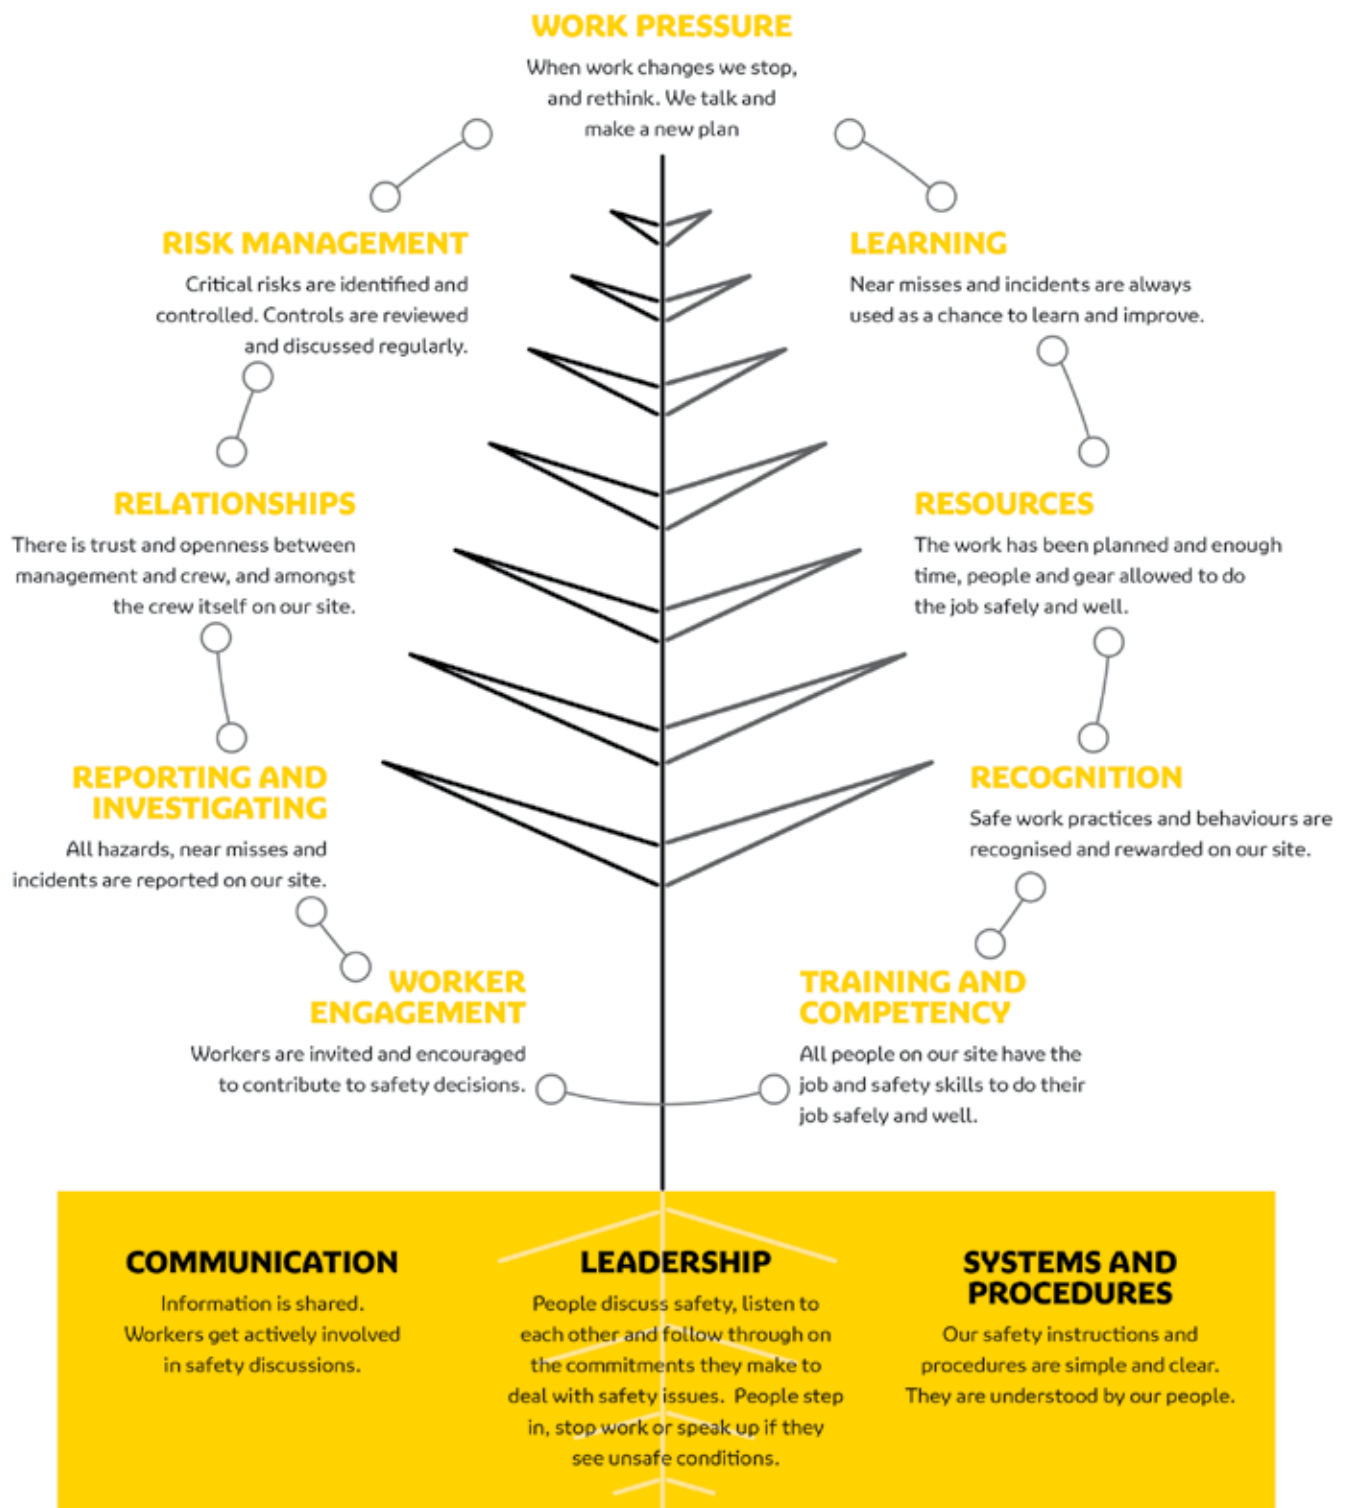 WORK PRESSURE
When work changes we stop,
and rethink. We talk and
make a new plan
RISK MANAGEMENT
Critical risks are identified and
controlled. Controls are reviewed
and discussed regularly.
LEARNING
Near misses and incidents are always
used as a chance to learn and improve.
RELATIONSHIPS
There is trust and openness between
management and crew, and amongst
the crew itself on our site.
RESOURCES
The work has been planned and enough
time, people and gear allowed to do
the job safely and well.
REPORTING AND
INVESTIGATING
All hazards, near misses and
incidents are reported on our site.
RECOGNITION
Safe work practices and behaviours are
recognised and rewarded on our site.
WORKER
ENGAGEMENT
Workers are invited and encouraged
to contribute to safety decisions.
TRAINING AND
COMPETENCY
All people on our site have the
job and safety skills to do their
job safely and well.
COMMUNICATION
Information is shared.
Workers get actively involved
in safety discussions.
LEADERSHIP
People discuss safety, listen to
each other and follow through on
the commitments they make to
deal with safety issues. People step
in, stop work or speak up if they
see unsafe conditions.
SYSTEMS AND
PROCEDURES
Our safety instructions and
procedures are simple and clear.
They are understood by our people.